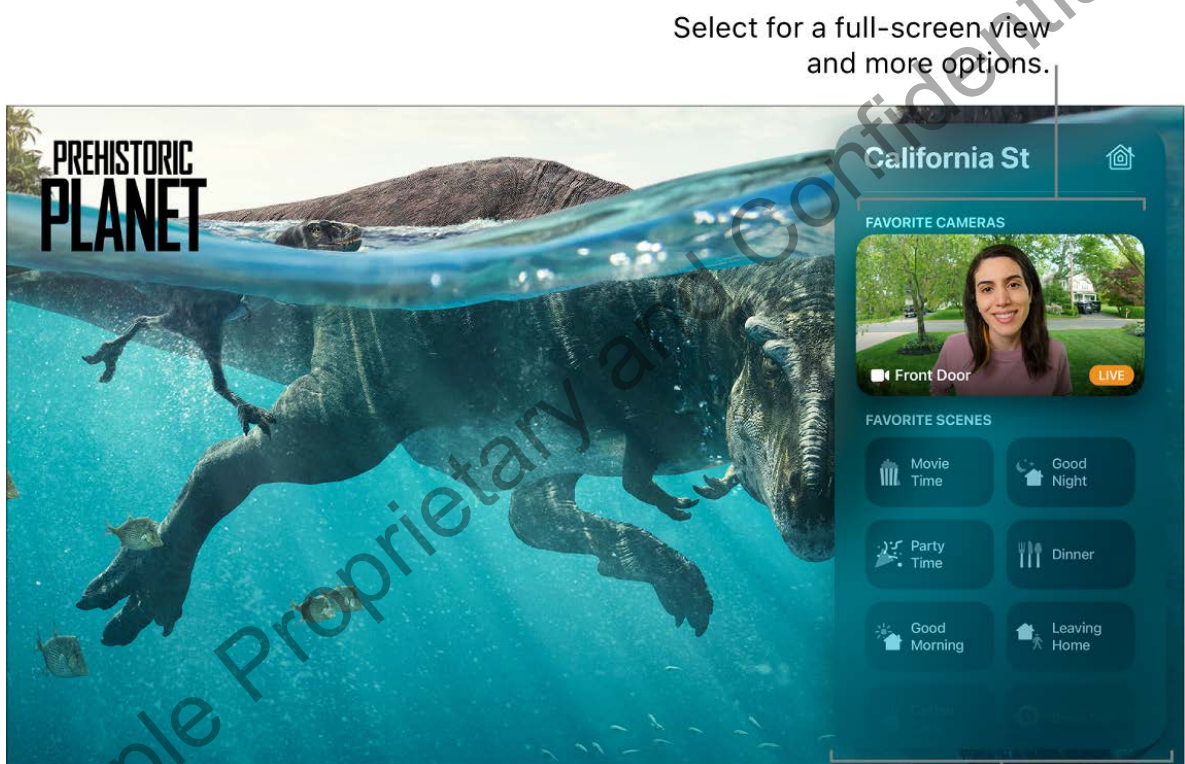 Select for a full-screen view
and more options.
PREHISTORIC
PLANET
California St
FAVORITE CAMERAS
Front Door
LIVE
FAVORITE SCENES
Movie
Time
Good
Night
Party
Time
Dinner
Good
Morning
Leaving
Home
Proprietary and Confidential